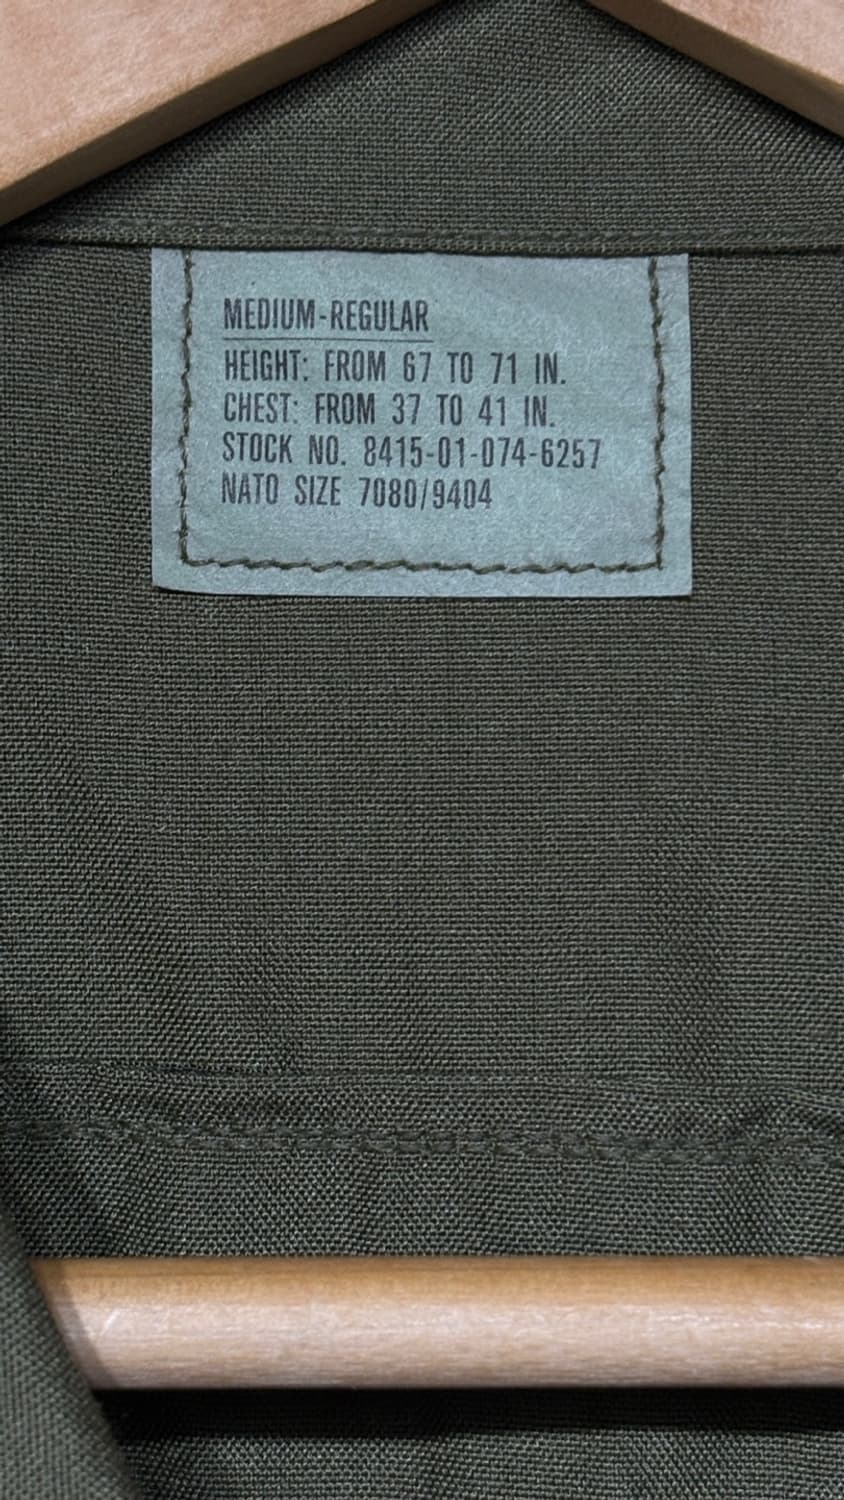 MEDIUM-REGULAR
HEIGHT: FROM 67 TO 71 IN.
CHEST: FROM 37 TO 41 IN.
STOCK NO. 8415-01-074-6257
NATO SIZE 7080/9404